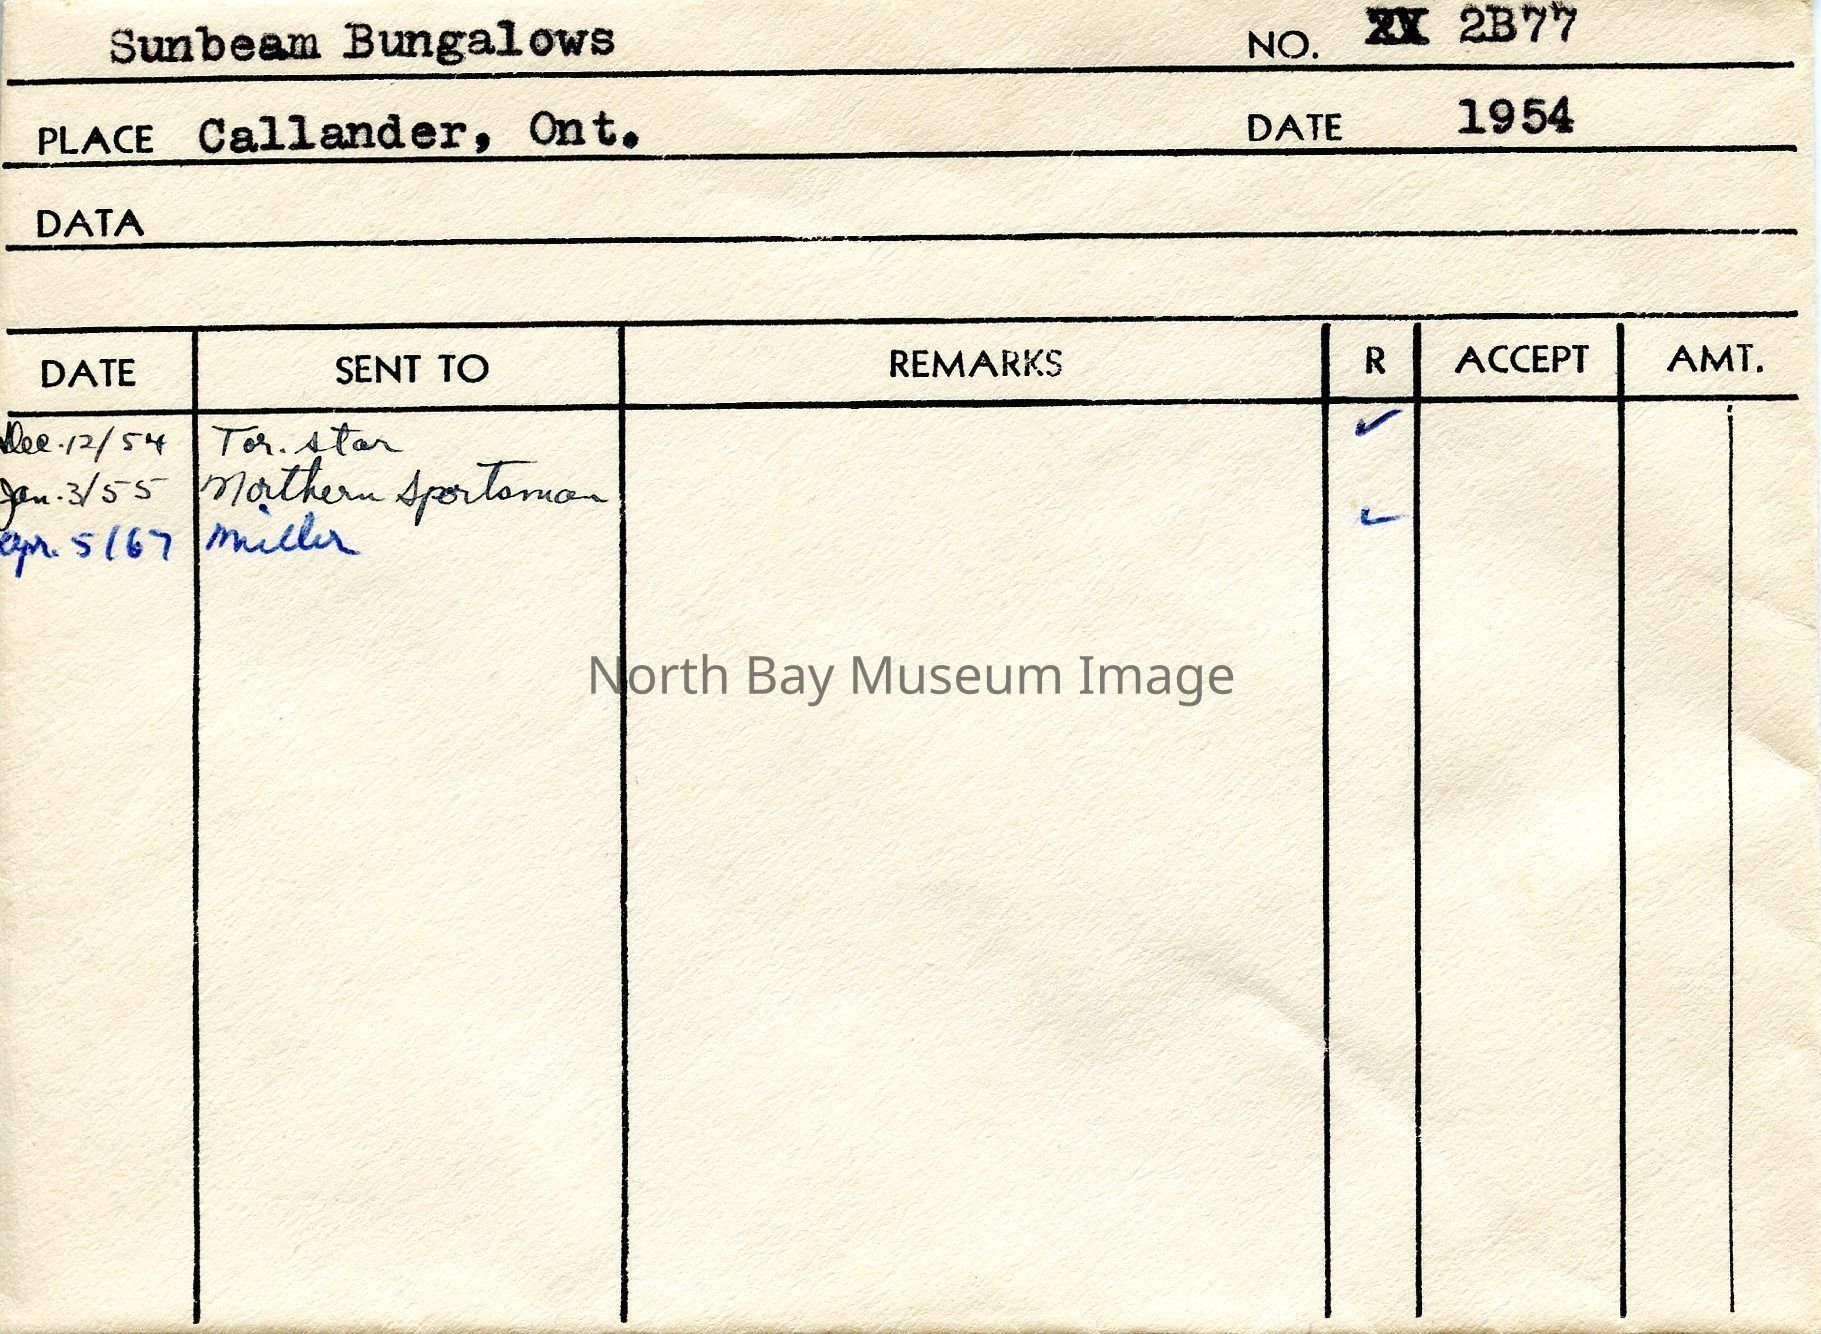 Sunbeam Bungalows NO. 2B77
PLACE Callander, Ont. DATE 1954
DATA
DATE SENT TO REMARKS R ACCEPT AMT.
Dec. 12/54 Tor. star ✓
Jan. 3/55 Northern Sportsman ✓
Apr. 5/67 Miller
North Bay Museum Image